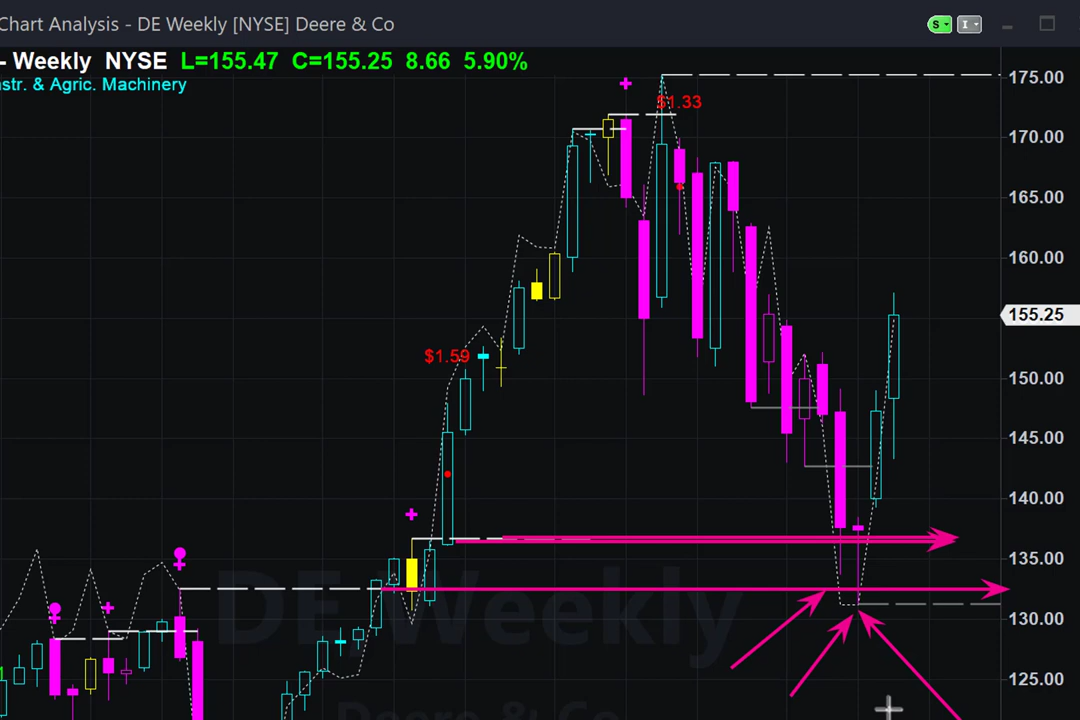 Chart Analysis - DE Weekly [NYSE] Deere & Co
S
I
- Weekly NYSE L=155.47 C=155.25 8.66 5.90%
nstr. & Agric. Machinery
175.00
$1.33
170.00
165.00
160.00
155.25
$1.59
150.00
145.00
140.00
135.00
DE, Weekly
130.00
125.00
Deere & Co